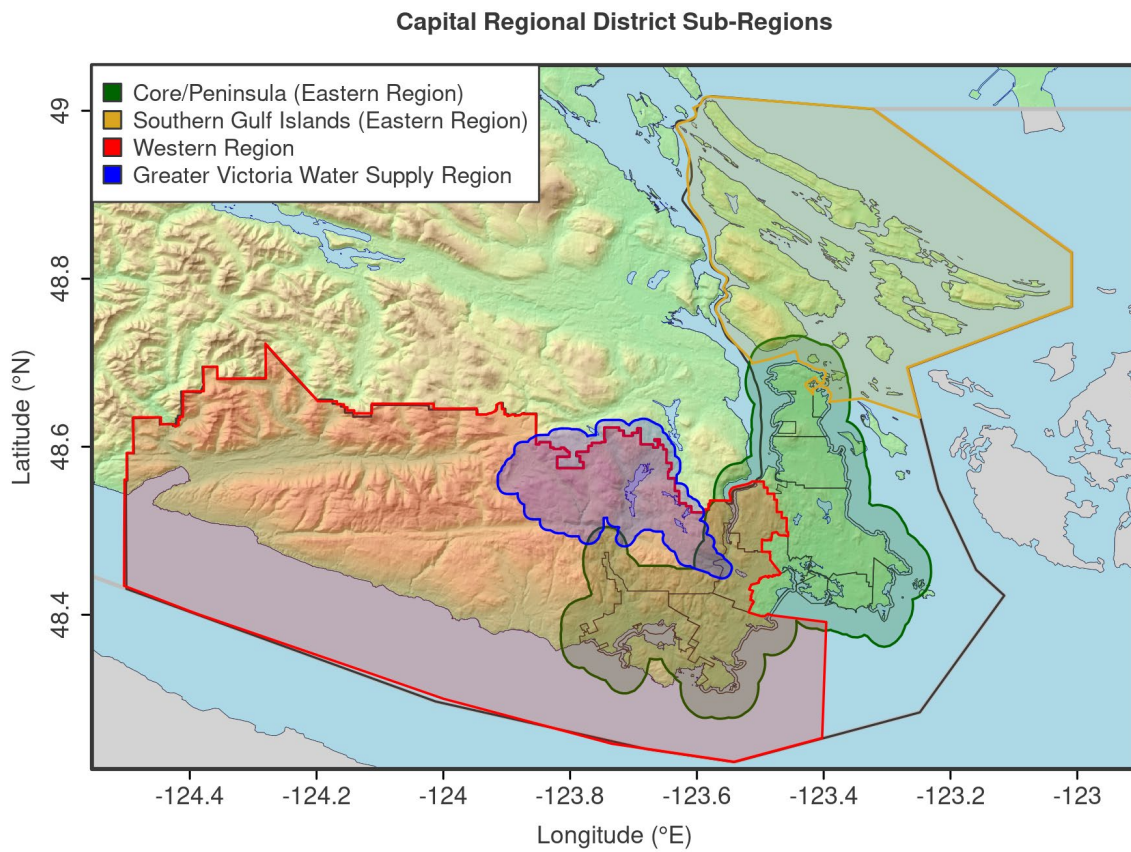 Capital Regional District Sub-Regions
Core/Peninsula (Eastern Region)
Southern Gulf Islands (Eastern Region)
Western Region
Greater Victoria Water Supply Region
49
48.8
48.6
48.4
Latitude (°N)
-124.4
-124.2
-124
-123.8
-123.6
-123.4
-123.2
-123
Longitude (°E)